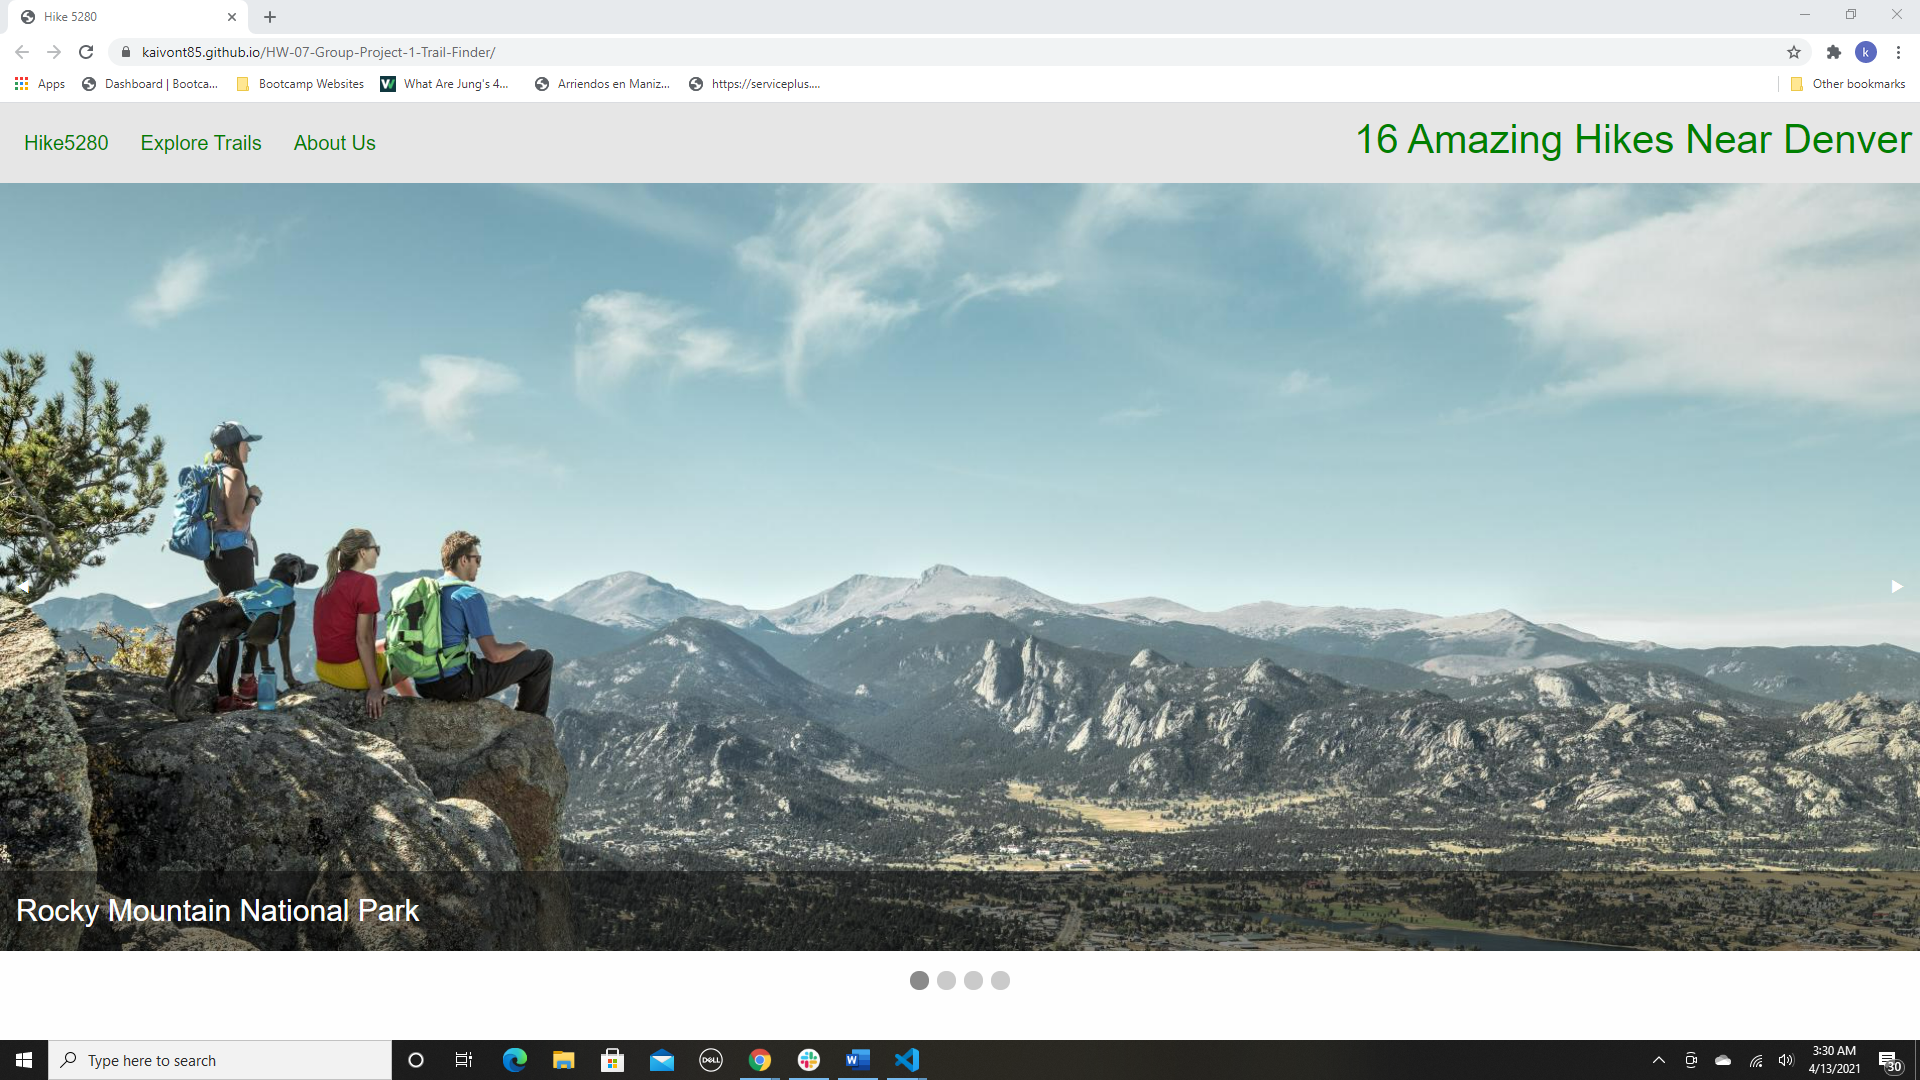 Hike 5280
kaivont85.github.io/HW-07-Group-Project-1-Trail-Finder/
k
Apps
Dashboard | Bootca...
Bootcamp Websites
What Are Jung's 4...
Arriendos en Maniz...
https://serviceplus....
Other bookmarks
Hike5280 Explore Trails About Us
16 Amazing Hikes Near Denver
Rocky Mountain National Park
Type here to search
DELL
W
3:30 AM
4/13/2021
30